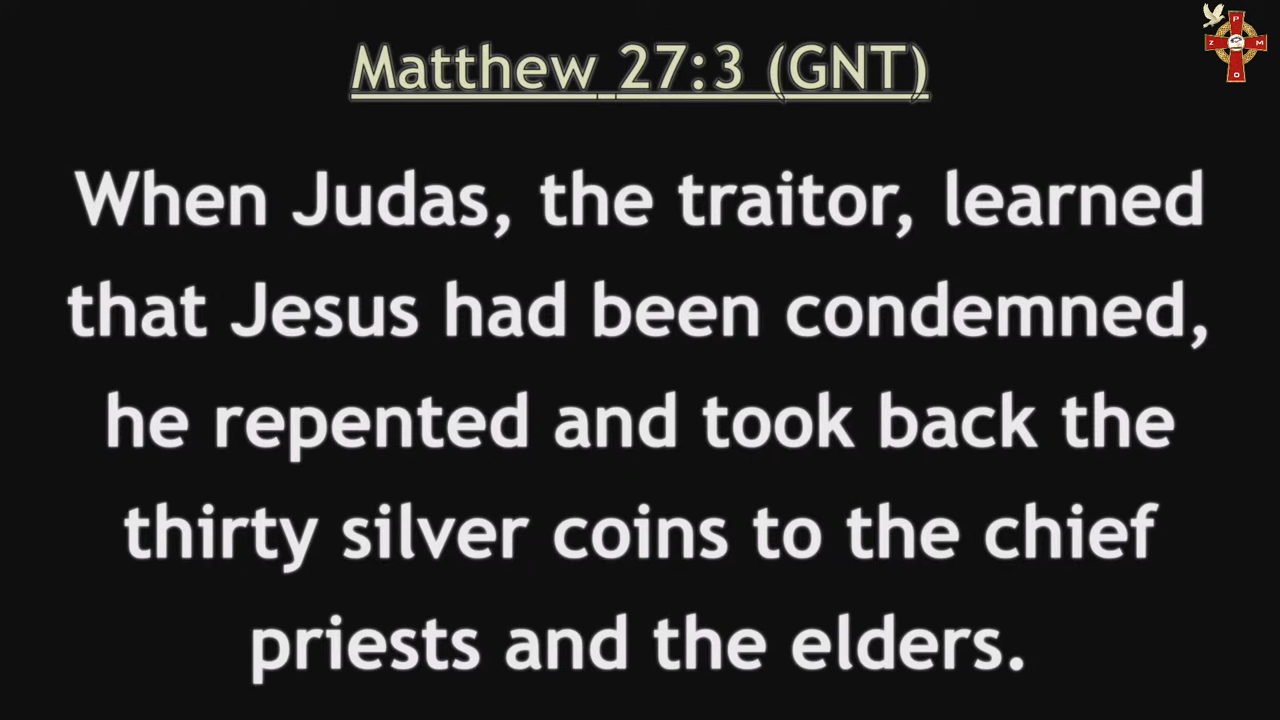 Matthew 27:3 (GNT)
When Judas, the traitor, learned
that Jesus had been condemned,
he repented and took back the
thirty silver coins to the chief
priests and the elders.
P
Z M
O